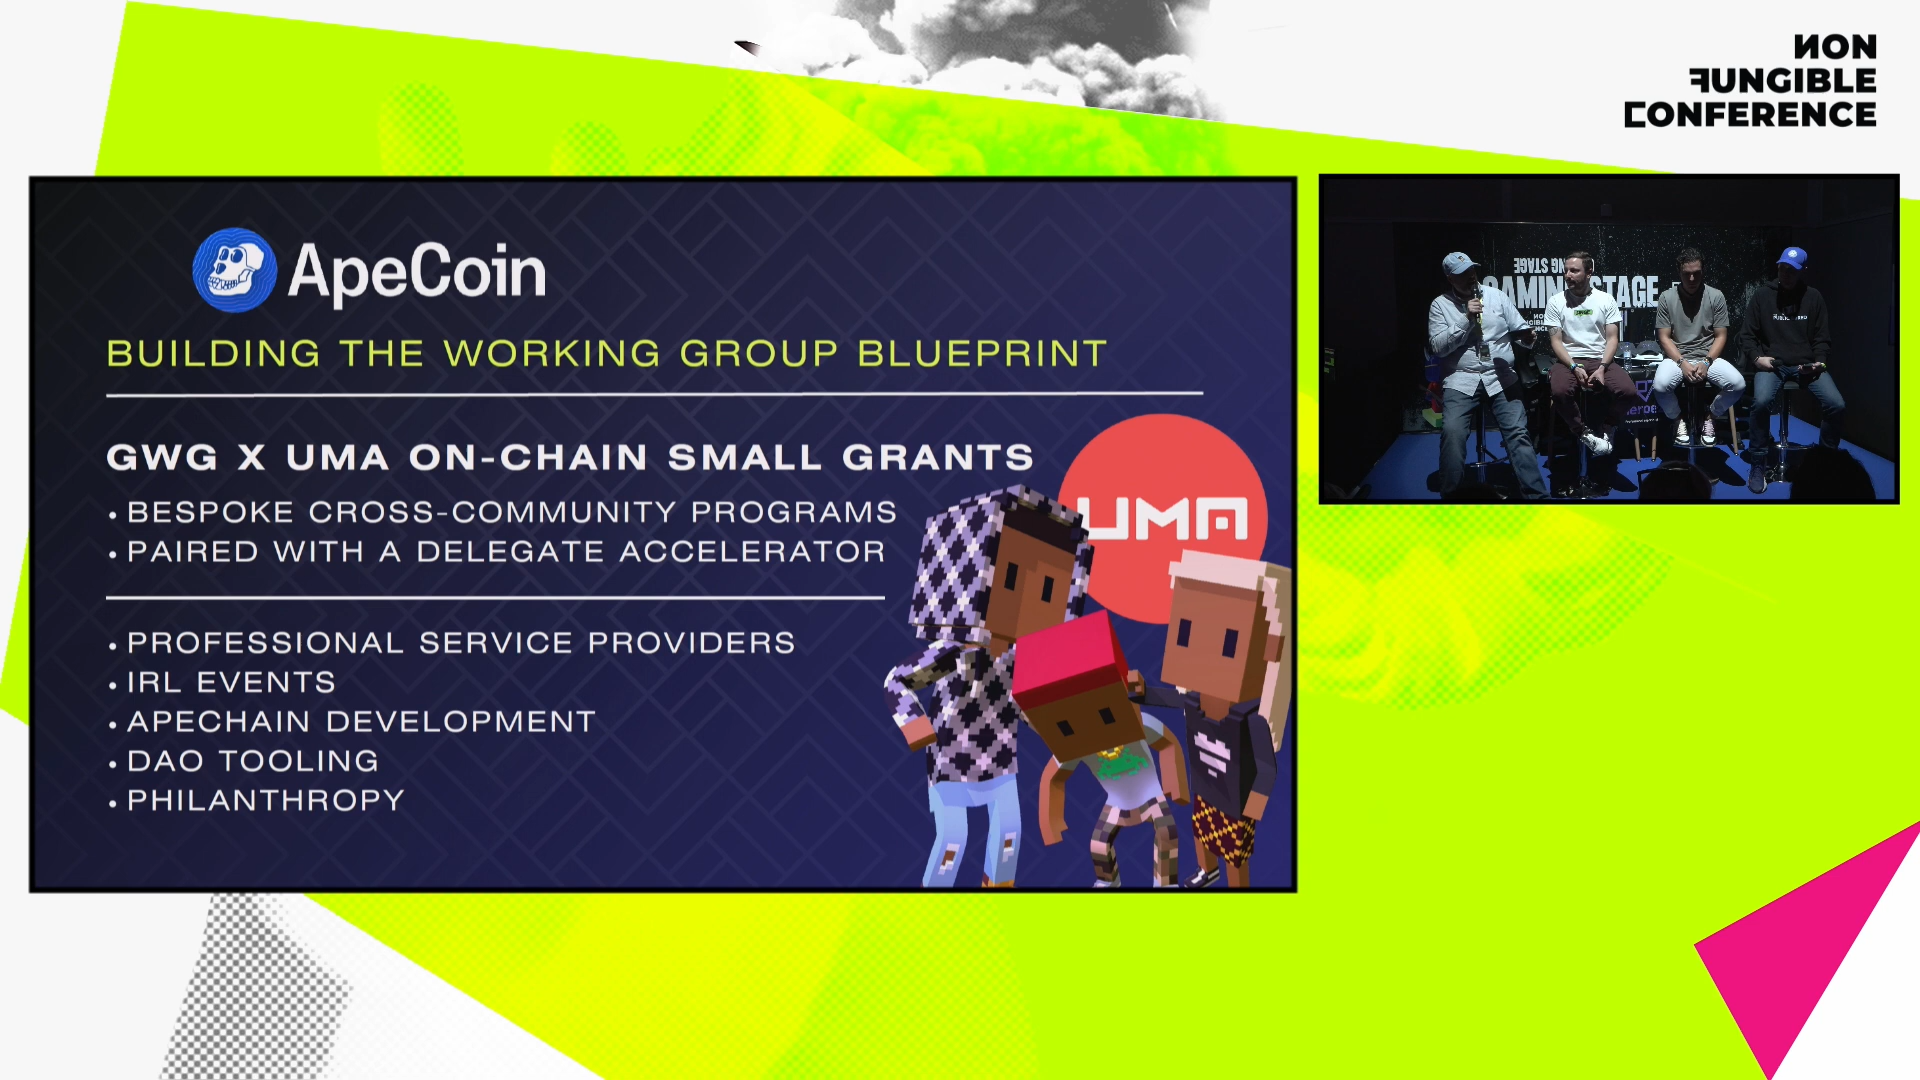 NON
FUNGIBLE
CONFERENCE
ApeCoin
BUILDING THE WORKING GROUP BLUEPRINT
GWG X UMA ON-CHAIN SMALL GRANTS
• BESPOKE CROSS-COMMUNITY PROGRAMS
• PAIRED WITH A DELEGATE ACCELERATOR
UMA
• PROFESSIONAL SERVICE PROVIDERS
• IRL EVENTS
• APECHAIN DEVELOPMENT
• DAO TOOLING
• PHILANTHROPY
STAGE